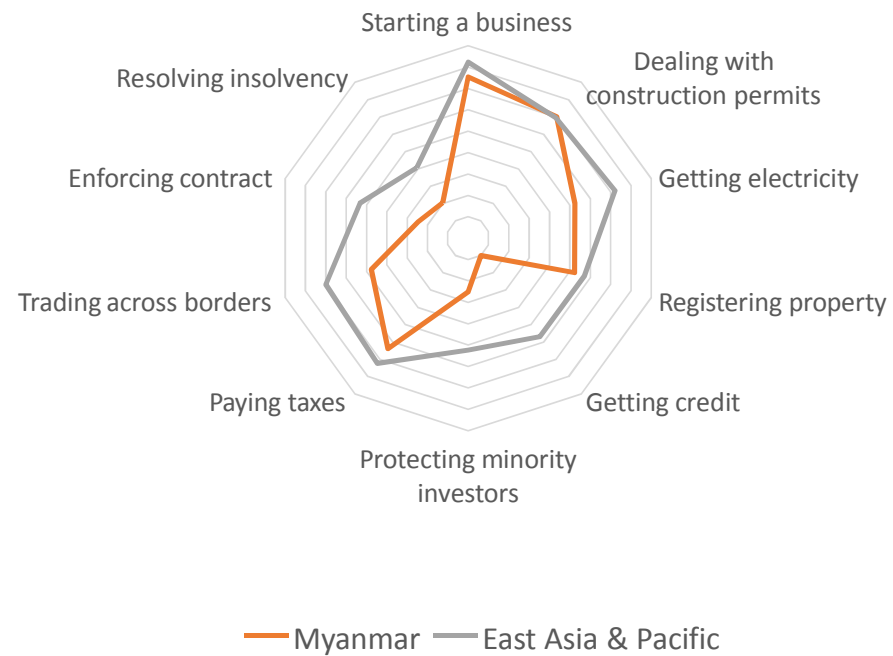 Starting a business
Resolving insolvency
Dealing with
construction permits
Enforcing contract
Getting electricity
Trading across borders
Registering property
Paying taxes
Getting credit
Protecting minority
investors
Myanmar
East Asia & Pacific